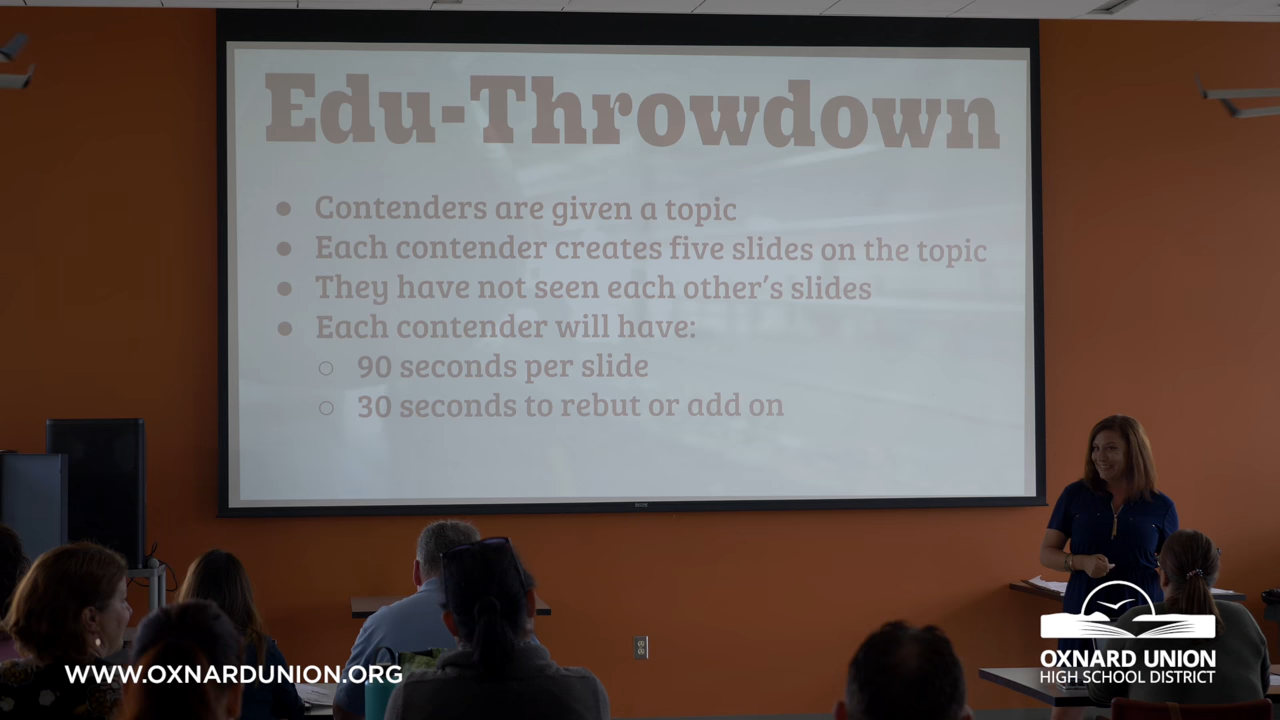 Edu-Throwdown
● Contenders are given a topic
● Each contender creates five slides on the topic
● They have not seen each other's slides
● Each contender will have:
○ 90 seconds per slide
○ 30 seconds to rebut or add on
WWW.OXNARDUNION.ORG
OXNARD UNION
HIGH SCHOOL DISTRICT